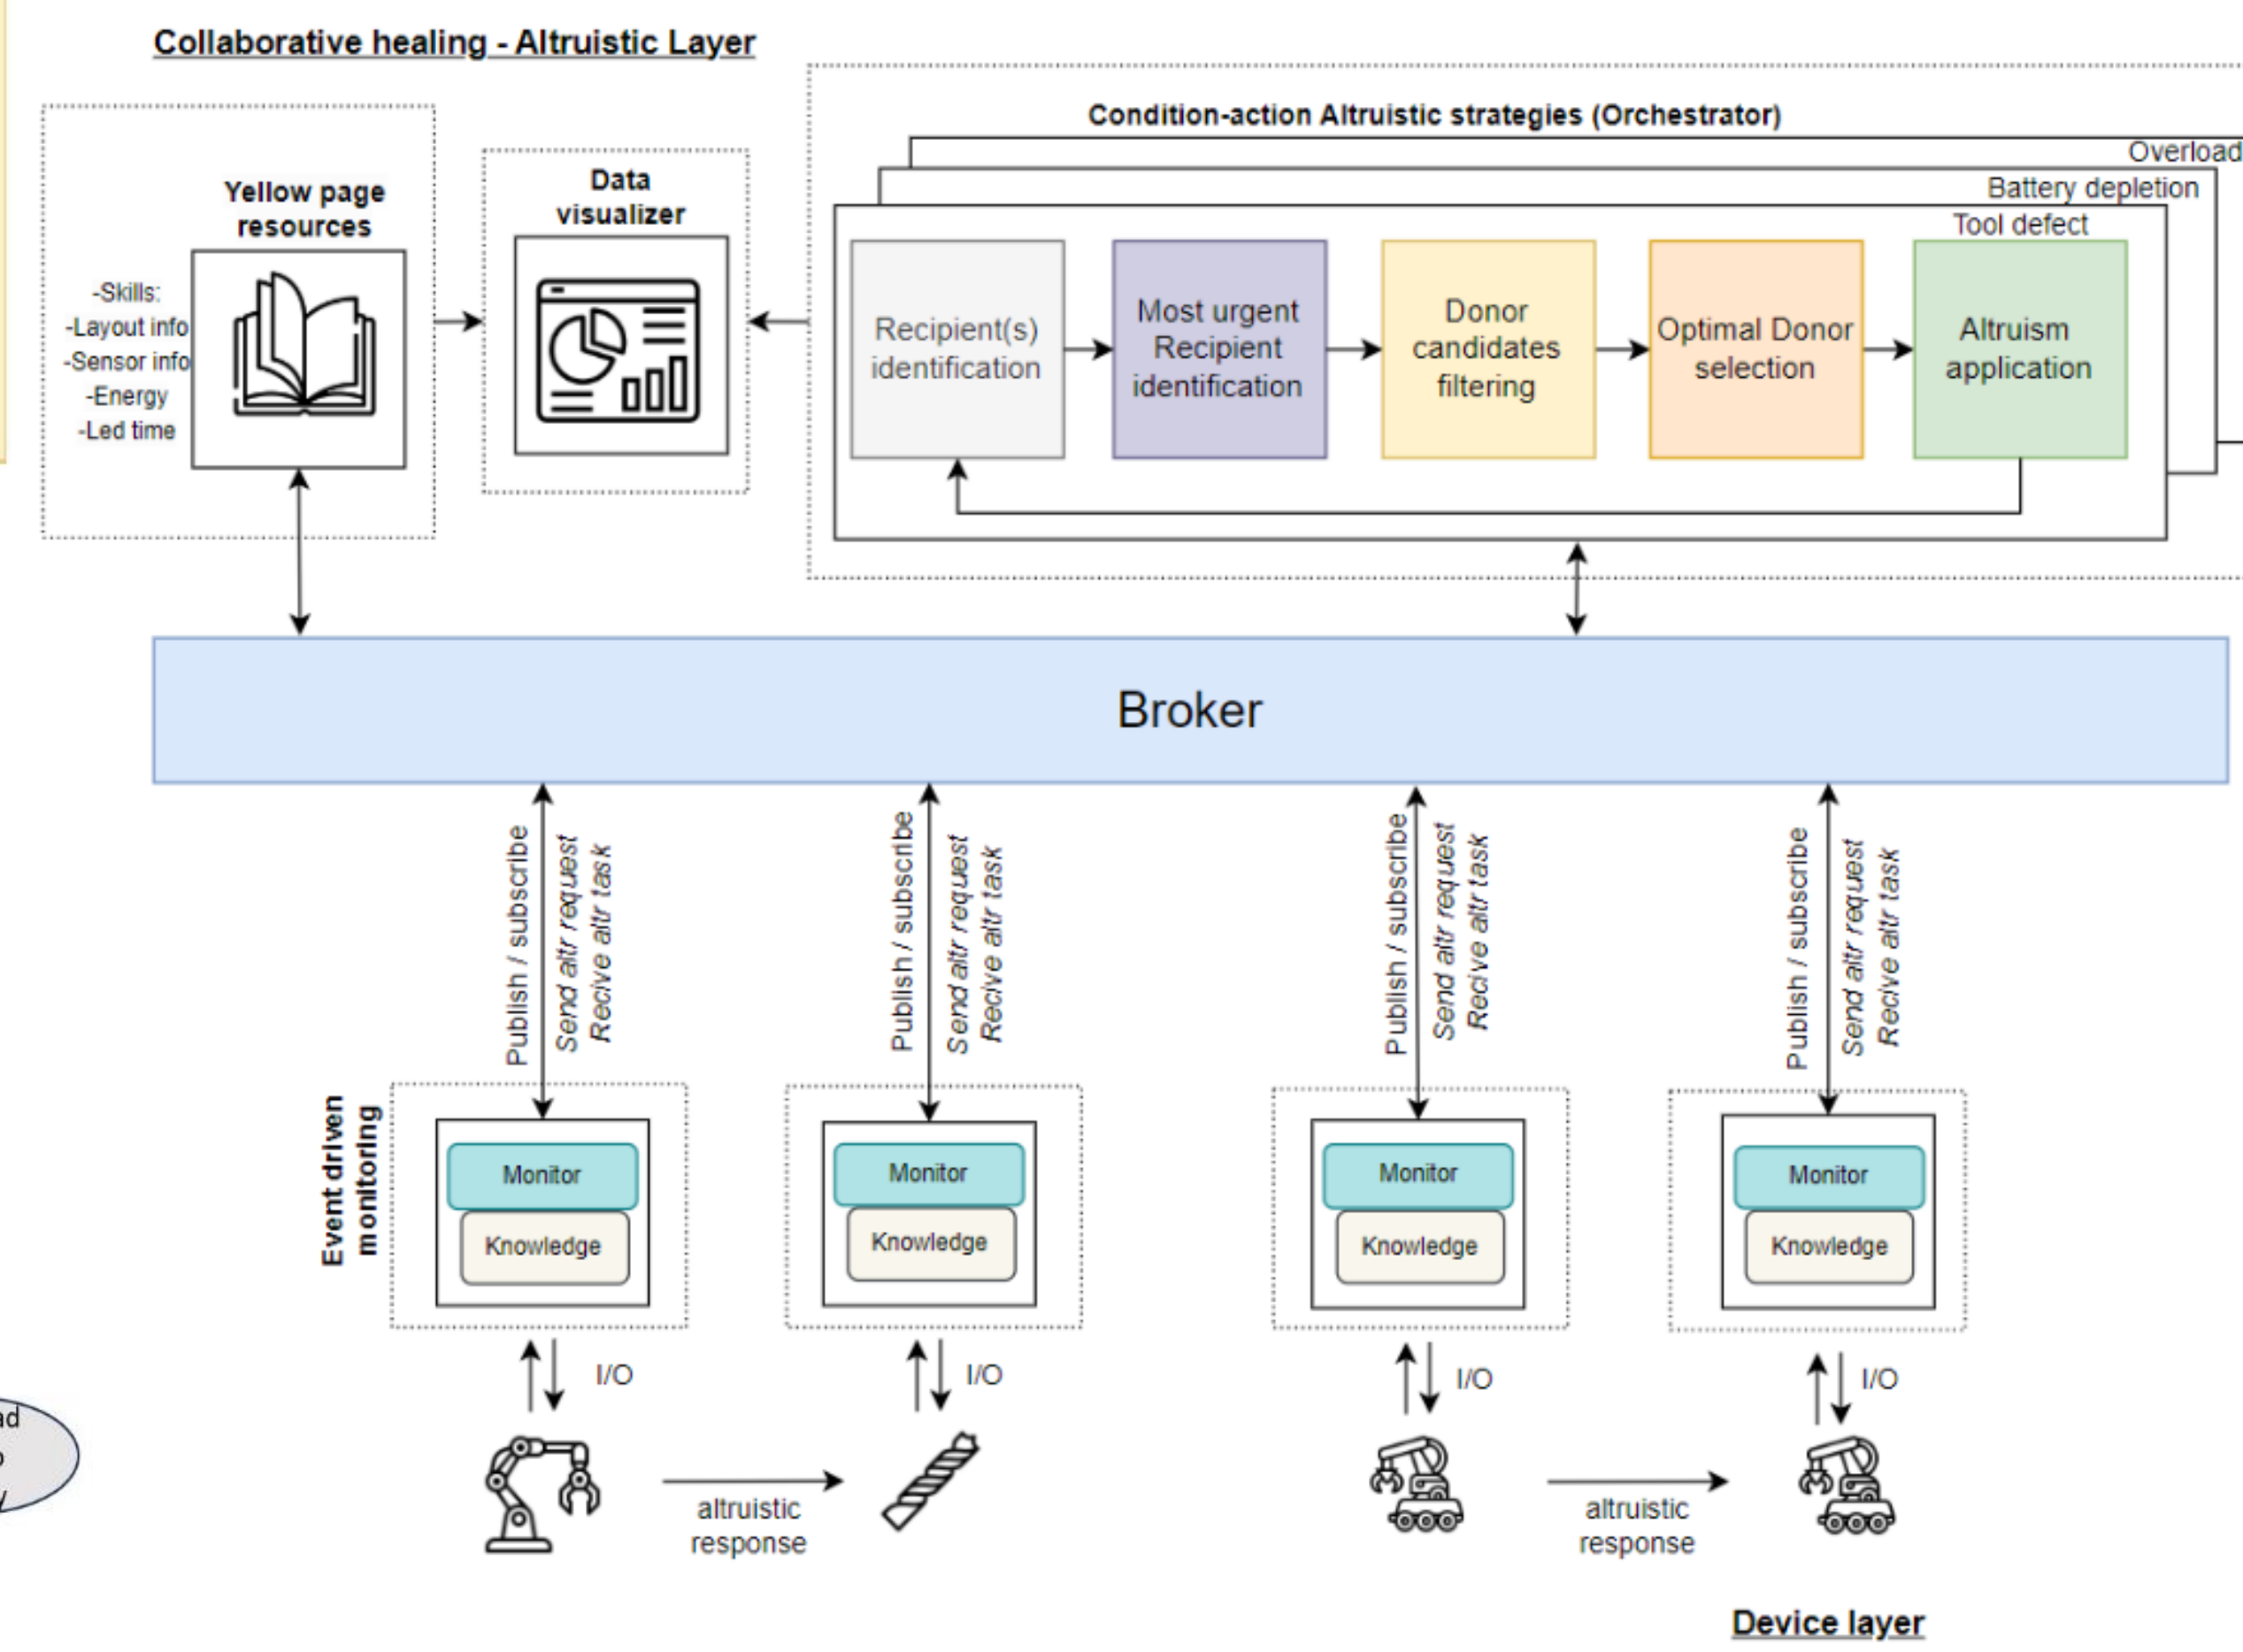 Collaborative healing - Altruistic Layer
Condition-action Altruistic strategies (Orchestrator)
Overload
Battery depletion
Tool defect
Yellow page
resources
-Skills:
-Layout info
-Sensor info
-Energy
-Led time
Data
visualizer
Recipient(s)
identification
Most urgent
Recipient
identification
Donor
candidates
filtering
Optimal Donor
selection
Altruism
application
Broker
Publish / subscribe
Send altr request
Recive altr task
Publish / subscribe
Send altr request
Recive altr task
Publish / subscribe
Send altr request
Recive altr task
Publish / subscribe
Send altr request
Recive altr task
Event driven
monitoring
Monitor
Knowledge
Monitor
Knowledge
Monitor
Knowledge
Monitor
Knowledge
I/O
I/O
I/O
I/O
altruistic
response
altruistic
response
Device layer